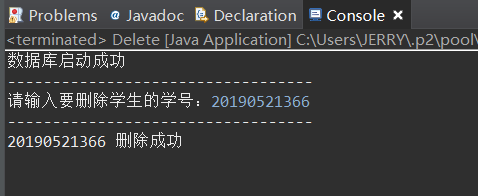 Problems @ Javadoc Declaration Console
<terminated> Delete [Java Application] C:\Users\JERRY\.p2\pool\
数据库启动成功
----------------------------------
请输入要删除学生的学号：20190521366
----------------------------------
20190521366 删除成功